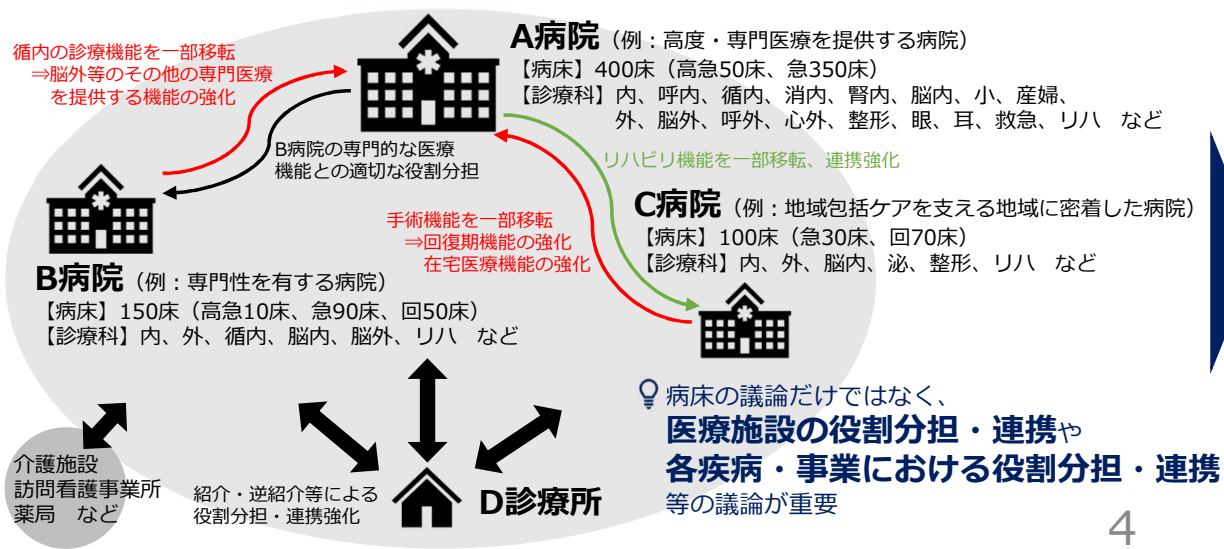 循内の診療機能を一部移転
⇒脳外等のその他の専門医療
を提供する機能の強化
A病院（例：高度・専門医療を提供する病院）
【病床】400床（高急50床、急350床）
【診療科】内、呼内、循内、消内、腎内、脳内、小、産婦、
外、脳外、呼外、心外、整形、眼、耳、救急、リハ など
B病院の専門的な医療
機能との適切な役割分担
リハビリ機能を一部移転、連携強化
手術機能を一部移転
⇒回復期機能の強化
在宅医療機能の強化
C病院（例：地域包括ケアを支える地域に密着した病院）
【病床】100床（急30床、回70床）
【診療科】内、外、脳内、泌、整形、リハ など
B病院（例：専門性を有する病院）
【病床】150床（高急10床、急90床、回50床）
【診療科】内、外、循内、脳内、脳外、リハ など
病床の議論だけではなく、
医療施設の役割分担・連携や
各疾病・事業における役割分担・連携
等の議論が重要
介護施設
訪問看護事業所
薬局 など
紹介・逆紹介等による
役割分担・連携強化
D診療所
4